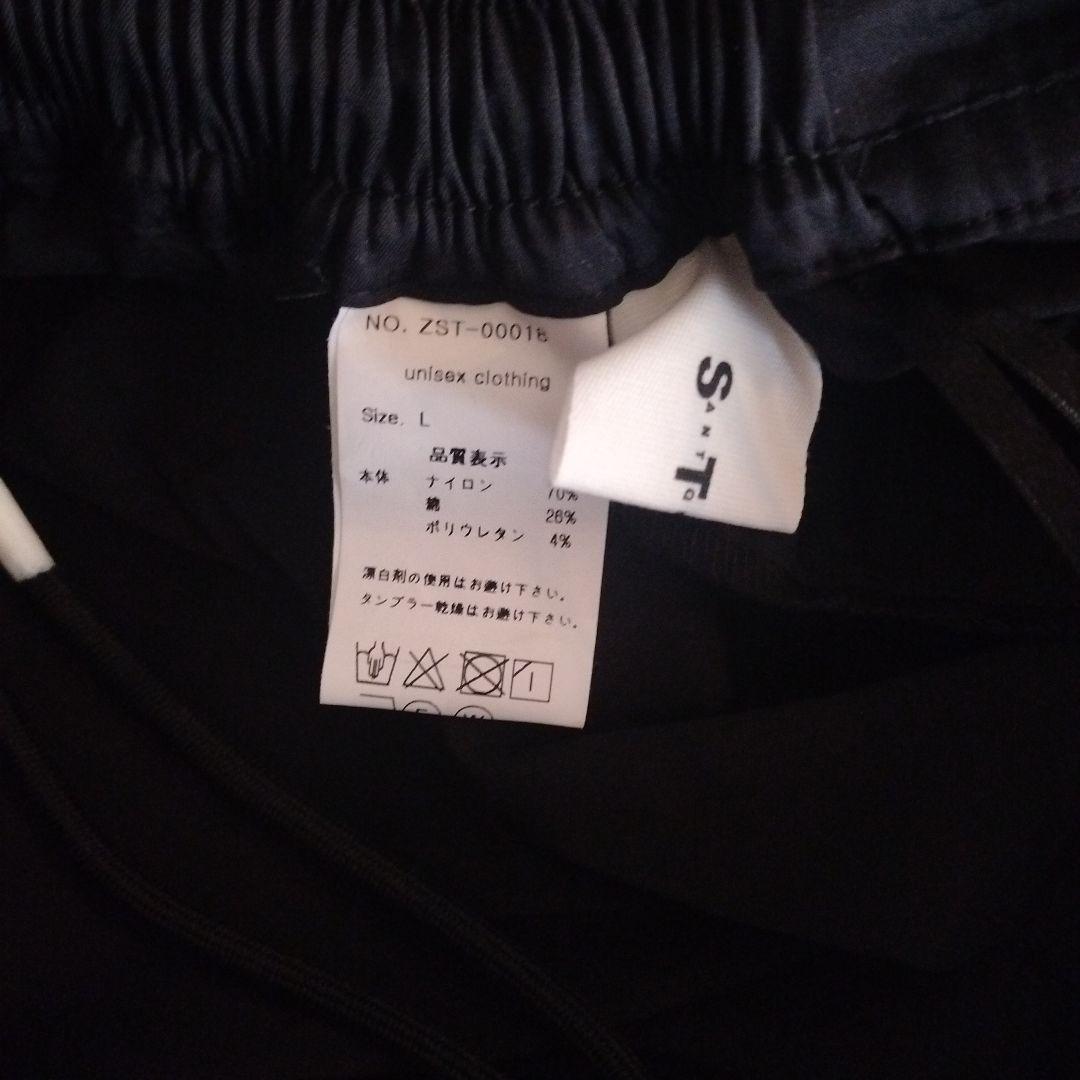 NO. ZST-00018
unisex clothing
Size. L
品質表示
本体 ナイロン 70%
綿 26%
ポリウレタン 4%
漂白剤の使用はお避け下さい。
タンブラー乾燥はお避け下さい。
SANT